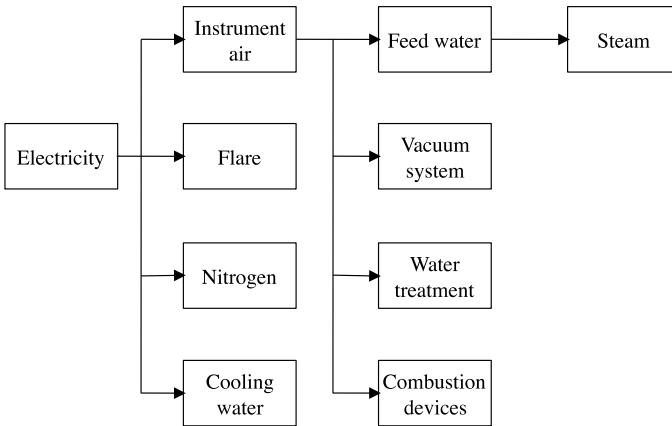 Instrument
air
Feed water
Steam
Electricity
Flare
Vacuum
system
Nitrogen
Water
treatment
Cooling
water
Combustion
devices